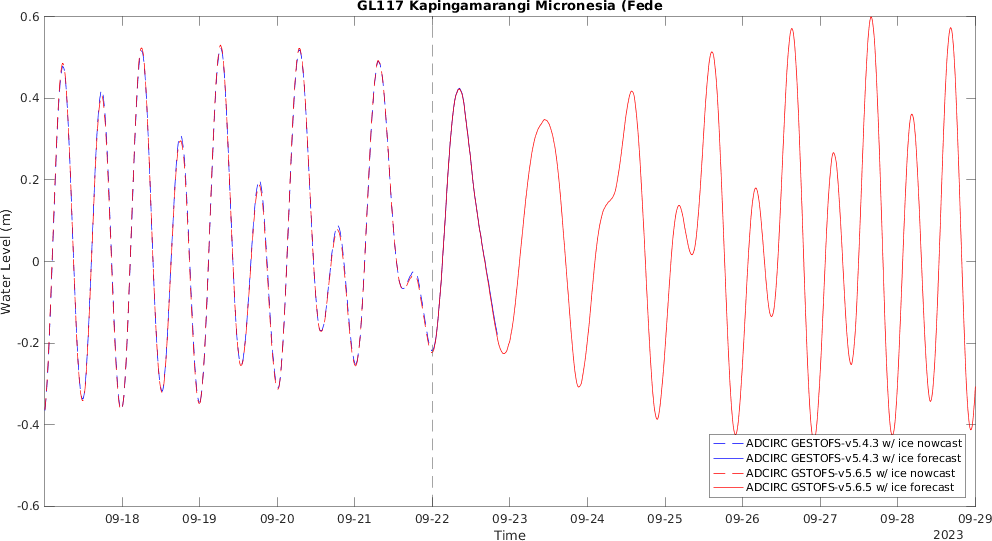 GL117 Kapingamarangi Micronesia (Fede
0.6
0.4
0.2
0
-0.2
-0.4
-0.6
Water Level (m)
09-18 09-19 09-20 09-21 09-22 09-23 09-24 09-25 09-26 09-27 09-28 09-29
Time
2023
ADCIRC GESTOFS-v5.4.3 w/ ice nowcast
ADCIRC GESTOFS-v5.4.3 w/ ice forecast
ADCIRC GSTOFS-v5.6.5 w/ ice nowcast
ADCIRC GSTOFS-v5.6.5 w/ ice forecast